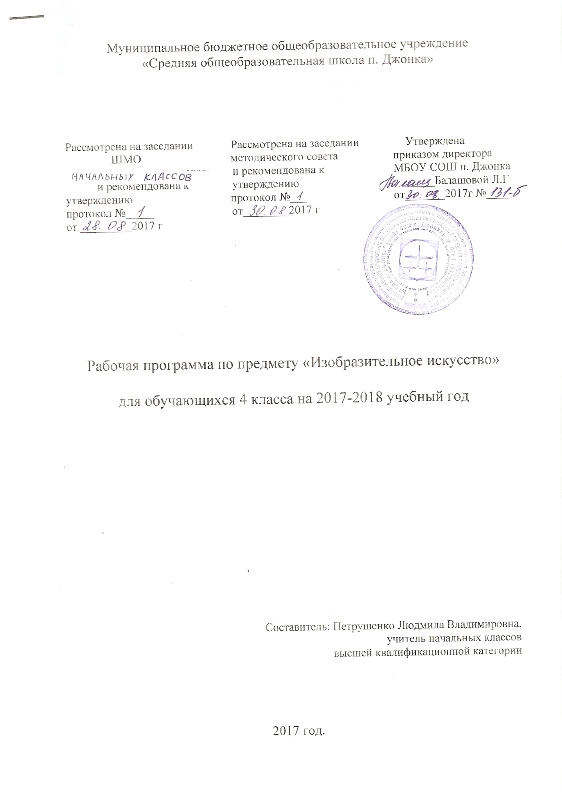 Муниципальное бюджетное общеобразовательное учреждение
«Средняя общеобразовательная школа п. Джонка»
Рассмотрена на заседании
ШМО
начальных классов
и рекомендована к
утверждению
протокол № 1
от 28. 08 2017 г
Рассмотрена на заседании
методического совета
и рекомендована к
утверждению
протокол № 1
от 30 08 2017 г
Утверждена
приказом директора
МБОУ СОШ п. Джонка
Балашовой Л.Г
от 30. 08. 2017г № 131-б
Рабочая программа по предмету «Изобразительное искусство»
для обучающихся 4 класса на 2017-2018 учебный год
Составитель: Петрушенко Людмила Владимировна,
учитель начальных классов
высшей квалификационной категории
2017 год.